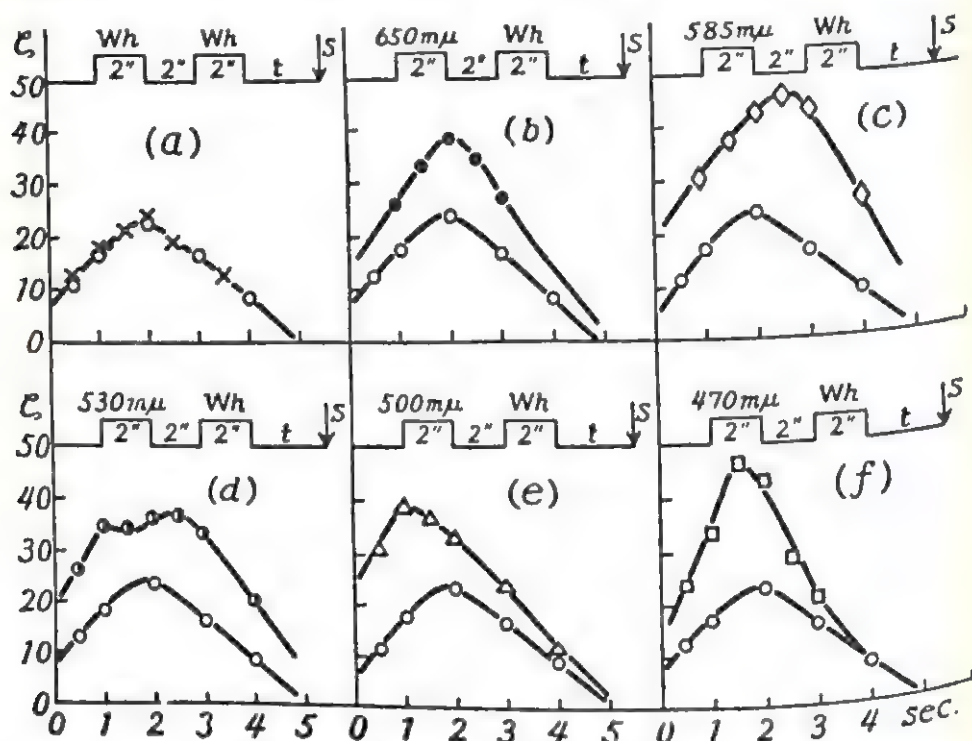 Wh Wh S 650mμ Wh S 585mμ Wh S
ζ 2" 2" 2" t 2" 2" 2" t 2" 2" 2" t
50
40 (a) (b) (c)
30
20
10
0
530mμ Wh S 500mμ Wh S 470mμ Wh S
ζ 2" 2" 2" t 2" 2" 2" t 2" 2" 2" t
50
40 (d) (e) (f)
30
20
10
0
0 1 2 3 4 5 0 1 2 3 4 5 0 1 2 3 4 sec.